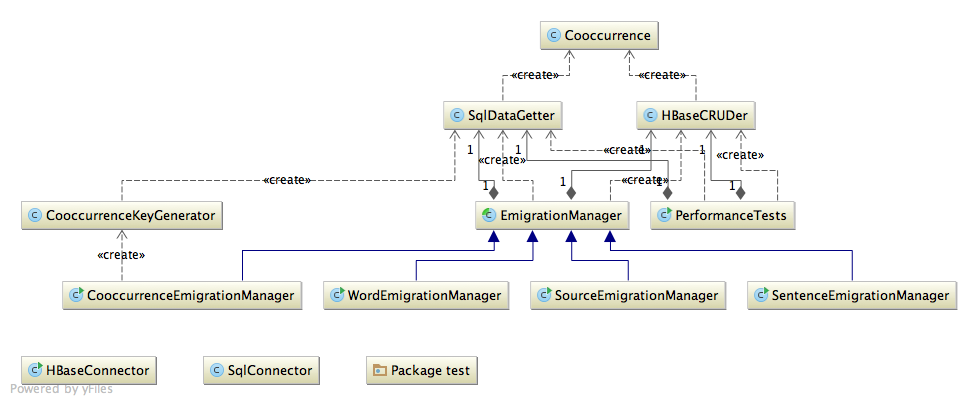 Cooccurrence
«create»
«create»
SqlDataGetter
HBaseCRUDer
1
«create»
1
«create»
1
«create»
«create»
1
1
«create»
1
1
CooccurrenceKeyGenerator
EmigrationManager
PerformanceTests
«create»
CooccurrenceEmigrationManager
WordEmigrationManager
SourceEmigrationManager
SentenceEmigrationManager
HBaseConnector
SqlConnector
Package test
Powered by yFiles